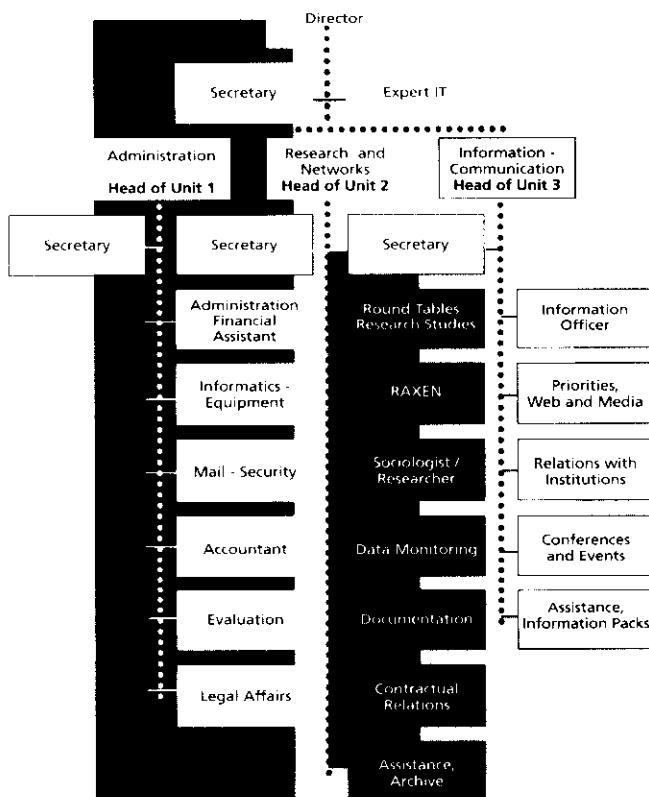 Director
Secretary
Expert IT
Administration
Head of Unit 1
Research and
Networks
Head of Unit 2
Information -
Communication
Head of Unit 3
Secretary
Secretary
Secretary
Administration
Financial
Assistant
Round Tables
Research Studies
Information
Officer
Informatics -
Equipment
RAXEN
Priorities,
Web and Media
Mail - Security
Sociologist /
Researcher
Relations with
Institutions
Accountant
Data Monitoring
Conferences
and Events
Evaluation
Documentation
Assistance,
Information Packs
Legal Affairs
Contractual
Relations
Assistance,
Archive